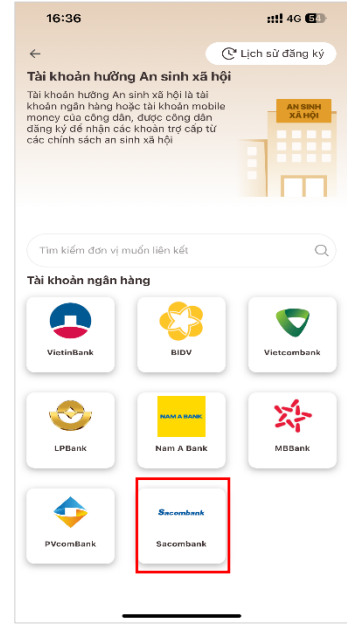 16:36
4G 54
Lịch sử đăng ký
Tài khoản hưởng An sinh xã hội
Tài khoản hưởng An sinh xã hội là tài
khoản ngân hàng hoặc tài khoản mobile
money của công dân, được công dân
đăng ký để nhận các khoản trợ cấp từ
các chính sách an sinh xã hội
AN SINH
XÃ HỘI
Tìm kiếm đơn vị muốn liên kết
Tài khoản ngân hàng
VietinBank
BIDV
Vietcombank
LPBank
NAM A BANK
Nam A Bank
MBBank
PVcomBank
Sacombank
Sacombank